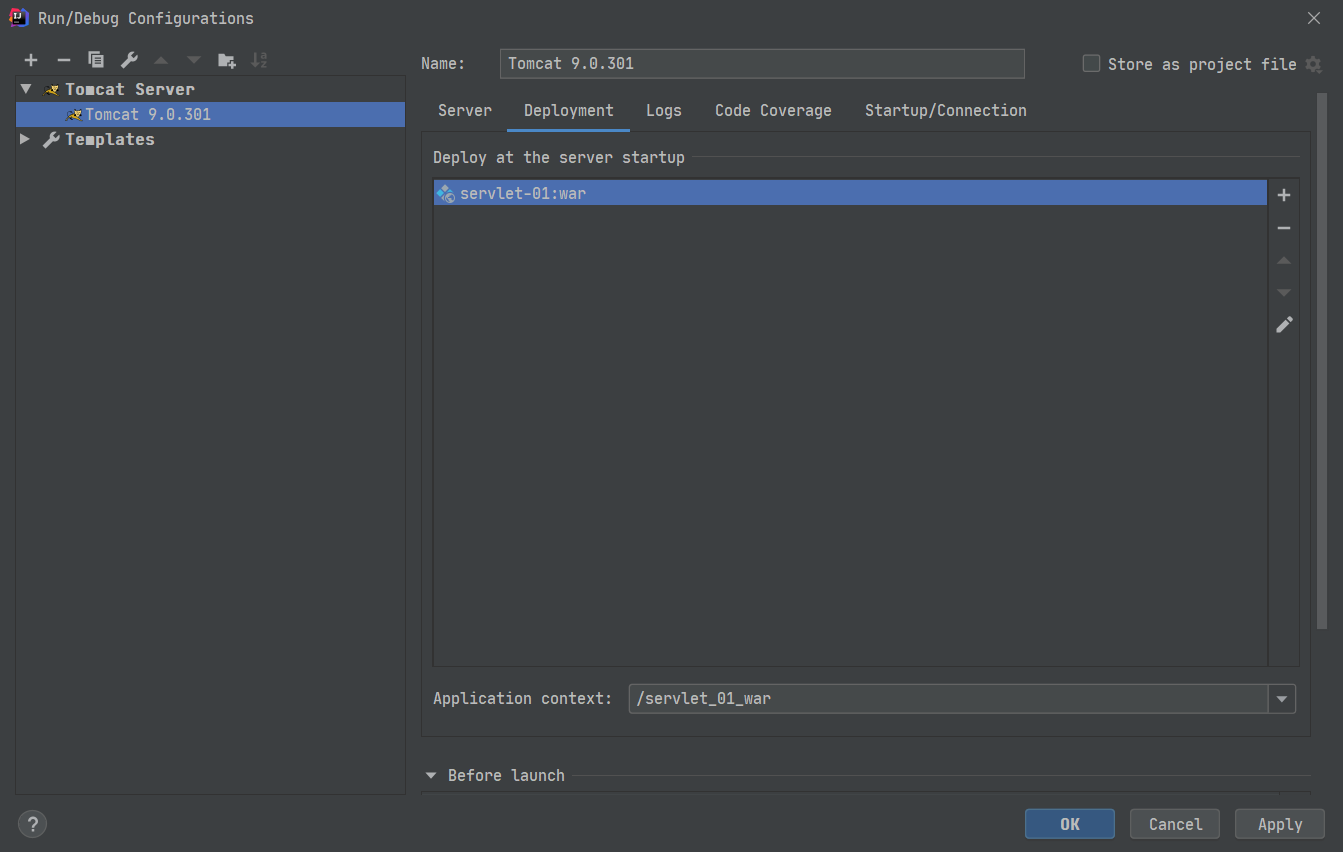 Run/Debug Configurations
Name: Tomcat 9.0.301 Store as project file
Tomcat Server
Tomcat 9.0.301
Templates
Server Deployment Logs Code Coverage Startup/Connection
Deploy at the server startup
servlet-01:war
Application context: /servlet_01_war
Before launch
? OK Cancel Apply